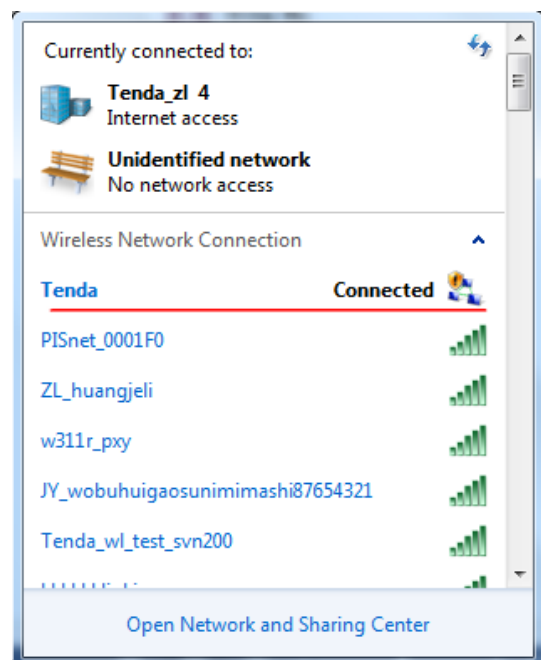 Currently connected to:
Tenda_zl 4
Internet access
Unidentified network
No network access
Wireless Network Connection
Tenda Connected
PISnet_0001F0
ZL_huangjeli
w311r_pxy
JY_wobuhuigaosunimimashi87654321
Tenda_wl_test_svn200
Open Network and Sharing Center